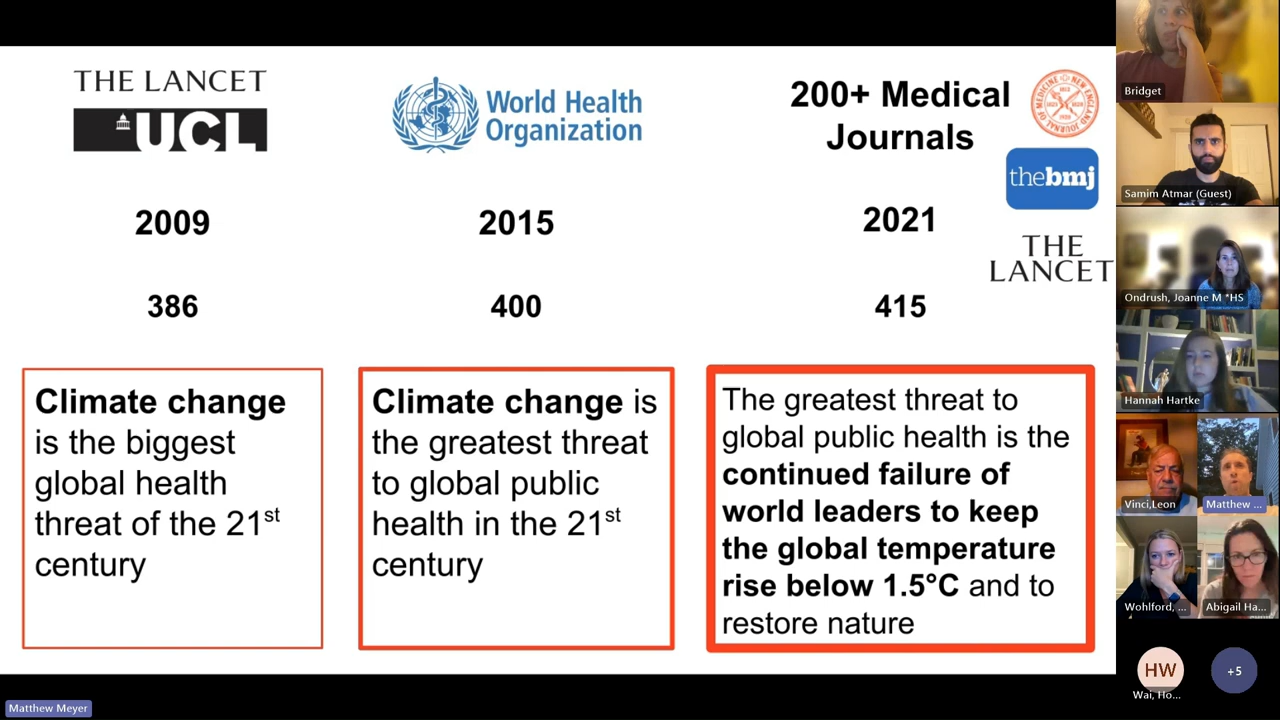 THE LANCET
UCL
2009
386
Climate change
is the biggest
global health
threat of the 21st
century
World Health
Organization
2015
400
Climate change is
the greatest threat
to global public
health in the 21st
century
200+ Medical
Journals
thebmj
THE
LANCET
2021
415
The greatest threat to
global public health is the
continued failure of
world leaders to keep
the global temperature
rise below 1.5°C and to
restore nature
Bridget
Samim Atmar (Guest)
Ondrush, Joanne M *HS
Hannah Hartke
Vinci,Leon
Matthew ...
Wohlford, ...
Abigail Ha...
HW
Wai, Ho...
+5
Matthew Meyer